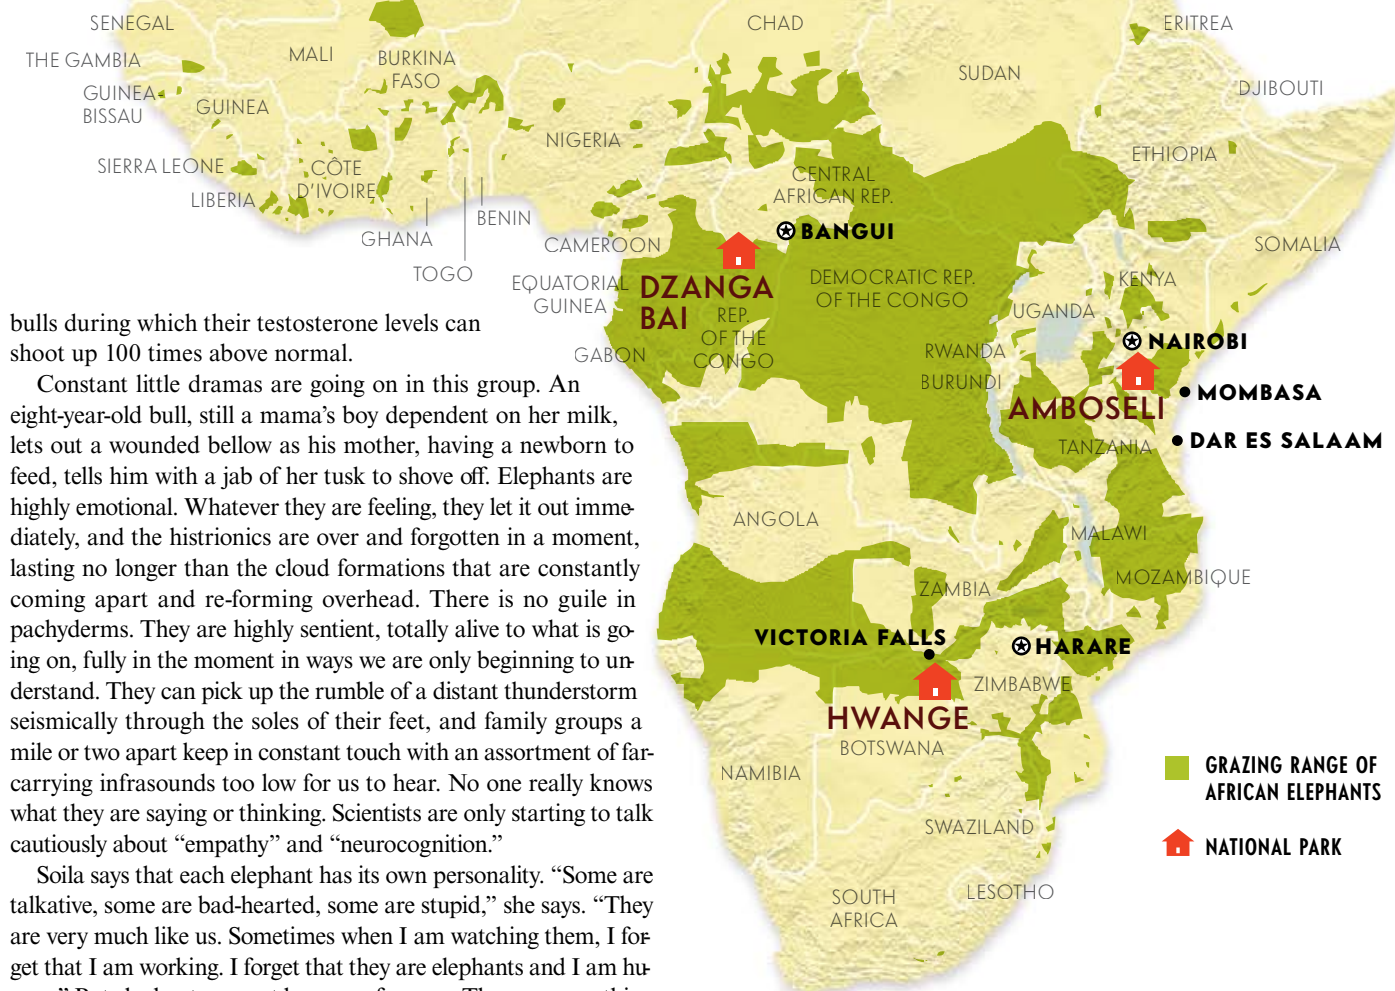 SENEGAL
THE GAMBIA
GUINEA-
BISSAU
MALI
GUINEA
BURKINA
FASO
SIERRA LEONE
LIBERIA
CÔTE
D'IVOIRE
GHANA
TOGO
BENIN
NIGERIA
CHAD
SUDAN
ERITREA
DJIBOUTI
ETHIOPIA
SOMALIA
CENTRAL
AFRICAN REP.
BANGUI
CAMEROON
EQUATORIAL
GUINEA
GABON
DZANGA
BAI
REP.
OF THE
CONGO
DEMOCRATIC REP.
OF THE CONGO
UGANDA
KENYA
RWANDA
BURUNDI
NAIROBI
AMBOSELI
MOMBASA
DAR ES SALAAM
TANZANIA
ANGOLA
MALAWI
ZAMBIA
MOZAMBIQUE
VICTORIA FALLS
HARARE
ZIMBABWE
HWANGE
BOTSWANA
NAMIBIA
SWAZILAND
LESOTHO
SOUTH
AFRICA
GRAZING RANGE OF
AFRICAN ELEPHANTS
NATIONAL PARK
bulls during which their testosterone levels can
shoot up 100 times above normal.
Constant little dramas are going on in this group. An
eight-year-old bull, still a mama's boy dependent on her milk,
lets out a wounded bellow as his mother, having a newborn to
feed, tells him with a jab of her tusk to shove off. Elephants are
highly emotional. Whatever they are feeling, they let it out imme-
diately, and the histrionics are over and forgotten in a moment,
lasting no longer than the cloud formations that are constantly
coming apart and re-forming overhead. There is no guile in
pachyderms. They are highly sentient, totally alive to what is go-
ing on, fully in the moment in ways we are only beginning to un-
derstand. They can pick up the rumble of a distant thunderstorm
seismically through the soles of their feet, and family groups a
mile or two apart keep in constant touch with an assortment of far-
carrying infrasounds too low for us to hear. No one really knows
what they are saying or thinking. Scientists are only starting to talk
cautiously about “empathy” and “neurocognition.”
Soila says that each elephant has its own personality. “Some are
talkative, some are bad-hearted, some are stupid,” she says. “They
are very much like us. Sometimes when I am watching them, I for-
get that I am working. I forget that they are elephants and I am hu-